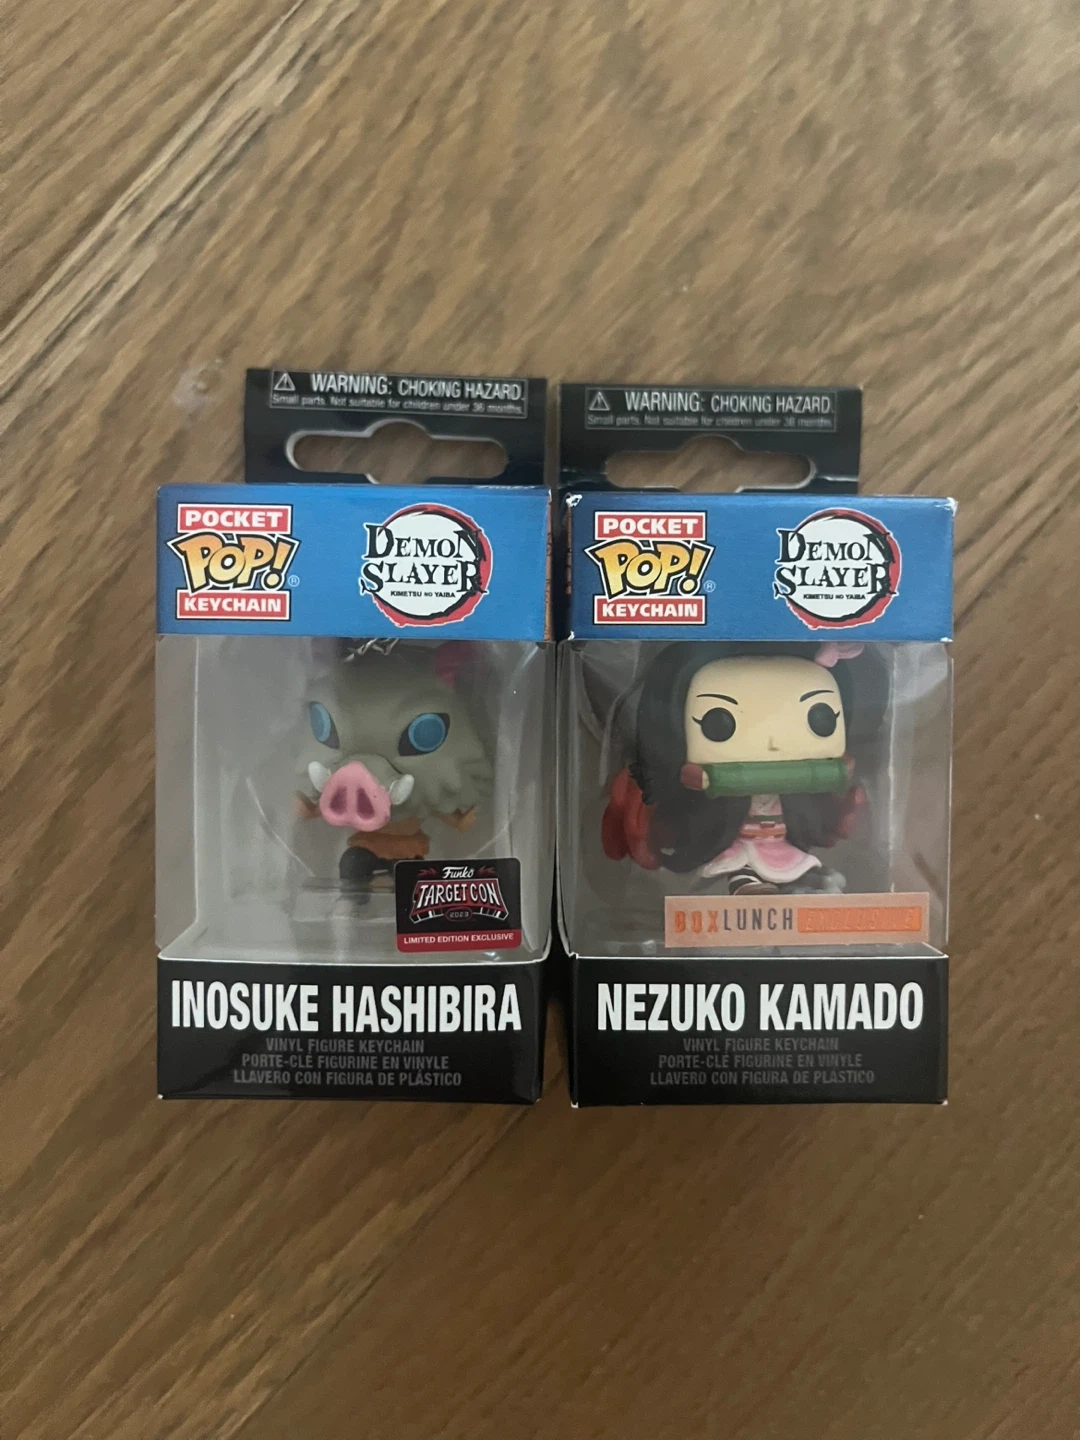 WARNING: CHOKING HAZARD.
Small parts. Not suitable for children under 36 months.
POCKET
POP!®
KEYCHAIN
DEMON
SLAYER
KIMETSU NO YAIBA
Funko
TARGET CON
2023
LIMITED EDITION EXCLUSIVE
INOSUKE HASHIBIRA
VINYL FIGURE KEYCHAIN
PORTE-CLÉ FIGURINE EN VINYLE
LLAVERO CON FIGURA DE PLÁSTICO
WARNING: CHOKING HAZARD.
Small parts. Not suitable for children under 36 months.
POCKET
POP!®
KEYCHAIN
DEMON
SLAYER
KIMETSU NO YAIBA
BOXLUNCH EXCLUSIVE
NEZUKO KAMADO
VINYL FIGURE KEYCHAIN
PORTE-CLÉ FIGURINE EN VINYLE
LLAVERO CON FIGURA DE PLÁSTICO